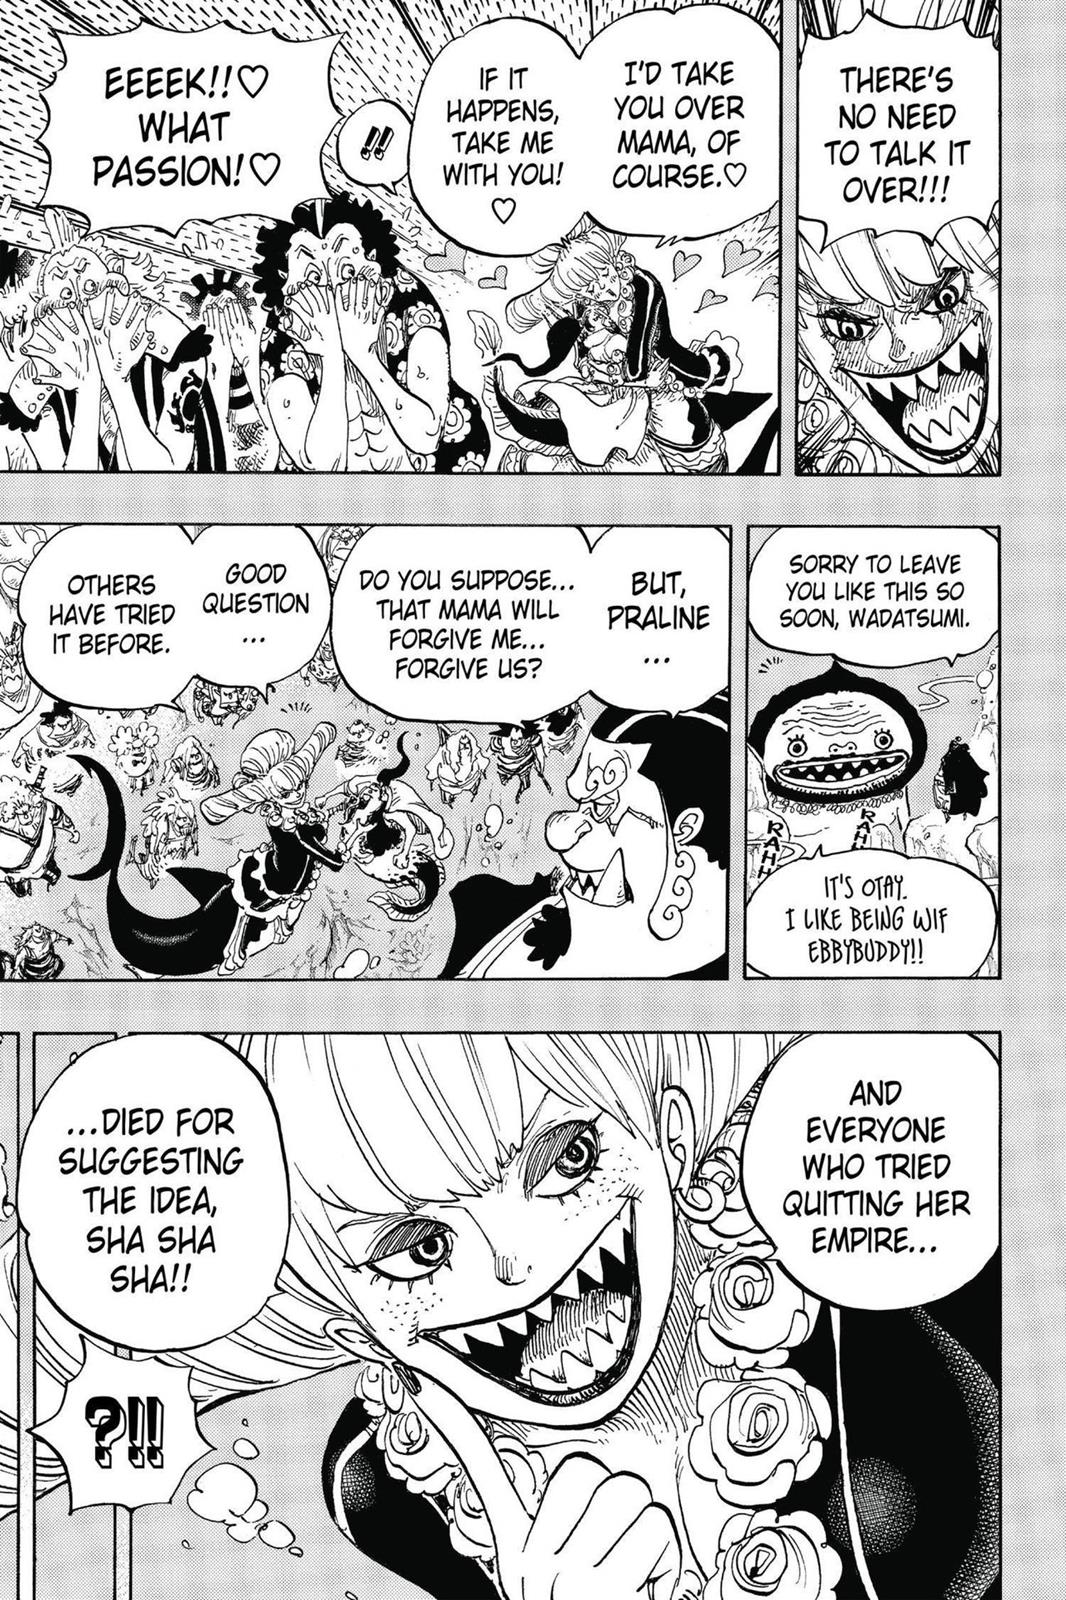 THERE'S
NO NEED
TO TALK IT
OVER!!!
I'D TAKE
YOU OVER
MAMA, OF
COURSE.♡
IF IT
HAPPENS,
TAKE ME
WITH YOU!
♡
!!
EEEEK!!♡
WHAT
PASSION!♡
SORRY TO LEAVE
YOU LIKE THIS SO
SOON, WADATSUMI.
RAHH
RAHH
IT'S OTAY.
I LIKE BEING WIF
EBBYBUDDY!!
BUT,
PRALINE
...
DO YOU SUPPOSE...
THAT MAMA WILL
FORGIVE ME...
FORGIVE US?
GOOD
QUESTION
...
OTHERS
HAVE TRIED
IT BEFORE.
AND
EVERYONE
WHO TRIED
QUITTING HER
EMPIRE...
...DIED FOR
SUGGESTING
THE IDEA,
SHA SHA
SHA!!
?!!